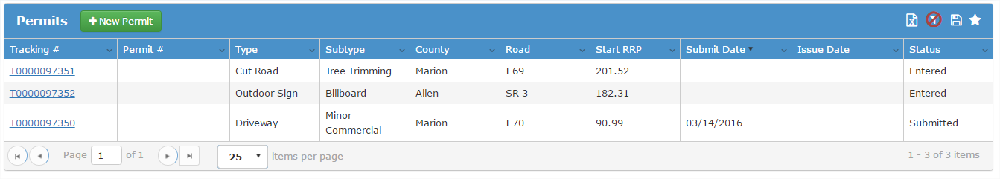 Permits + New Permit
Tracking # Permit # Type Subtype County Road Start RRP Submit Date Issue Date Status
T0000097351 Cut Road Tree Trimming Marion I 69 201.52 Entered
T0000097352 Outdoor Sign Billboard Allen SR 3 182.31 Entered
T0000097350 Driveway Minor Commercial Marion I 70 90.99 03/14/2016 Submitted
Page 1 of 1 25 items per page 1 - 3 of 3 items